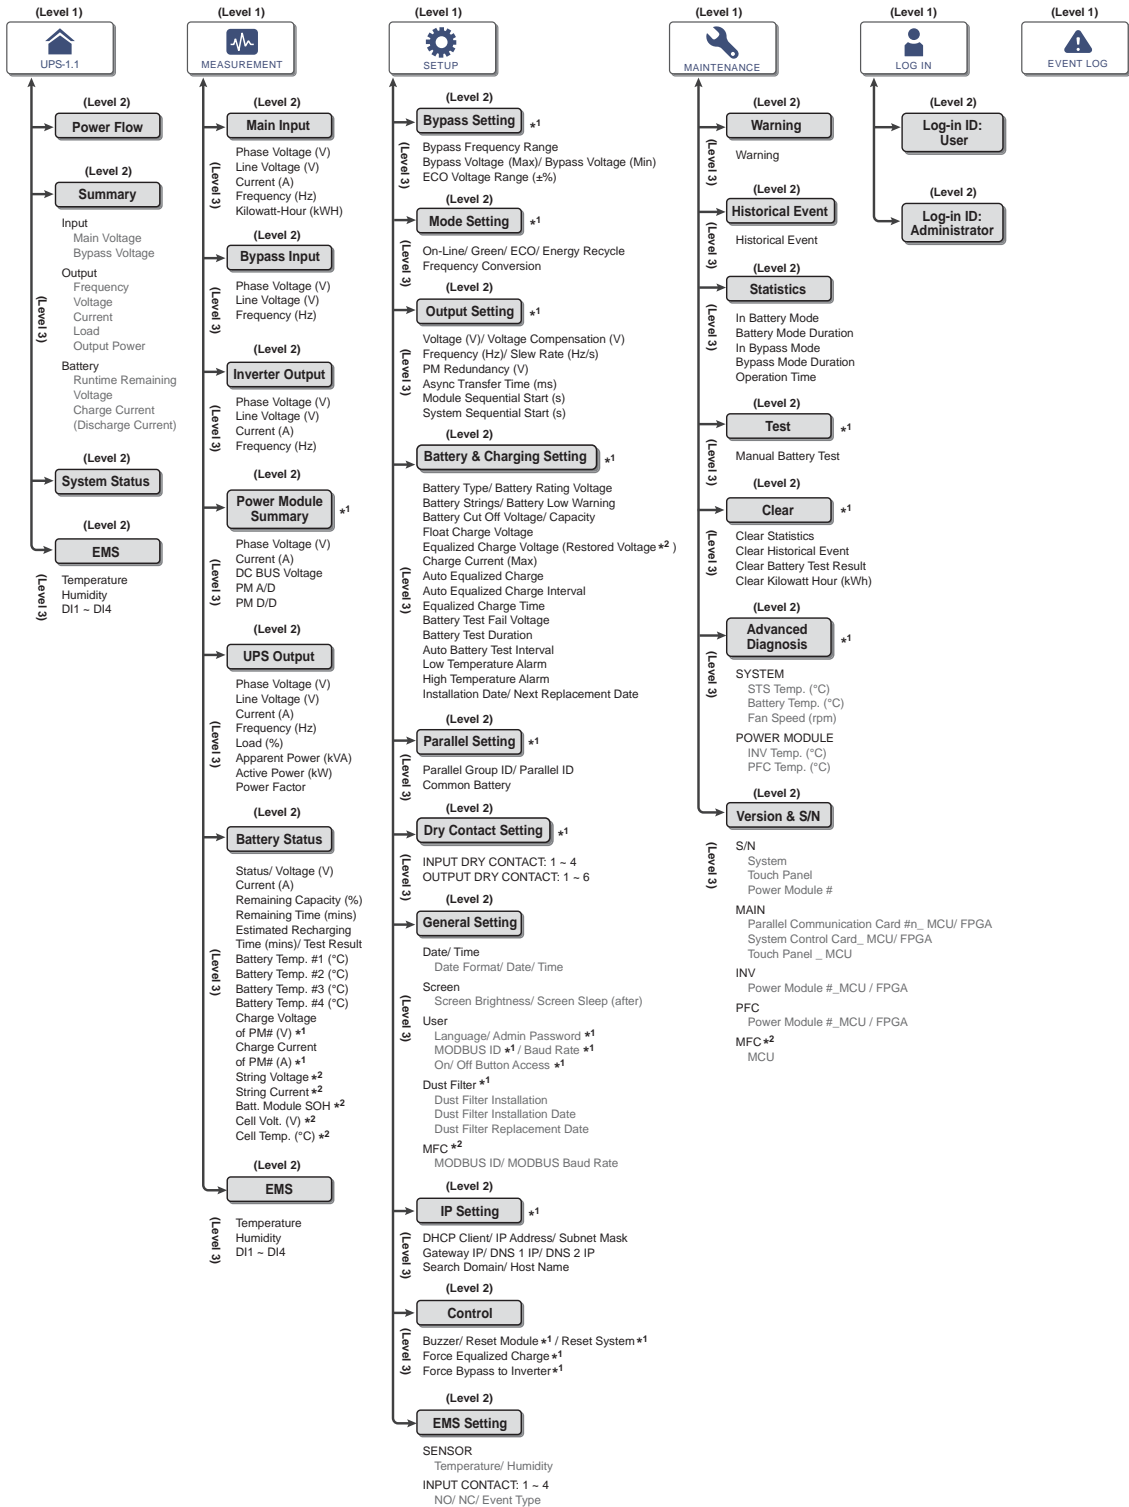 (Level 1)
UPS-1.1
(Level 2)
Power Flow
(Level 2)
Summary
(Level 3)
Input
Main Voltage
Bypass Voltage
Output
Frequency
Voltage
Current
Load
Output Power
Battery
Runtime Remaining
Voltage
Charge Current
(Discharge Current)
(Level 2)
System Status
(Level 2)
EMS
(Level 3)
Temperature
Humidity
DI1 ~ DI4
(Level 1)
MEASUREMENT
(Level 2)
Main Input
(Level 3)
Phase Voltage (V)
Line Voltage (V)
Current (A)
Frequency (Hz)
Kilowatt-Hour (kWH)
(Level 2)
Bypass Input
(Level 3)
Phase Voltage (V)
Line Voltage (V)
Frequency (Hz)
(Level 2)
Inverter Output
(Level 3)
Phase Voltage (V)
Line Voltage (V)
Current (A)
Frequency (Hz)
(Level 2)
Power Module
Summary *1
(Level 3)
Phase Voltage (V)
Current (A)
DC BUS Voltage
PM A/D
PM D/D
(Level 2)
UPS Output
(Level 3)
Phase Voltage (V)
Line Voltage (V)
Current (A)
Frequency (Hz)
Load (%)
Apparent Power (kVA)
Active Power (kW)
Power Factor
(Level 2)
Battery Status
(Level 3)
Status/ Voltage (V)
Current (A)
Remaining Capacity (%)
Remaining Time (mins)
Estimated Recharging
Time (mins)/ Test Result
Battery Temp. #1 (°C)
Battery Temp. #2 (°C)
Battery Temp. #3 (°C)
Battery Temp. #4 (°C)
Charge Voltage
of PM# (V) *1
Charge Current
of PM# (A) *1
String Voltage *2
String Current *2
Batt. Module SOH *2
Cell Volt. (V) *2
Cell Temp. (°C) *2
(Level 2)
EMS
(Level 3)
Temperature
Humidity
DI1 ~ DI4
(Level 1)
SETUP
(Level 2)
Bypass Setting *1
(Level 3)
Bypass Frequency Range
Bypass Voltage (Max)/ Bypass Voltage (Min)
ECO Voltage Range (±%)
(Level 2)
Mode Setting *1
(Level 3)
On-Line/ Green/ ECO/ Energy Recycle
Frequency Conversion
(Level 2)
Output Setting *1
(Level 3)
Voltage (V)/ Voltage Compensation (V)
Frequency (Hz)/ Slew Rate (Hz/s)
PM Redundancy (V)
Async Transfer Time (ms)
Module Sequential Start (s)
System Sequential Start (s)
(Level 2)
Battery & Charging Setting *1
(Level 3)
Battery Type/ Battery Rating Voltage
Battery Strings/ Battery Low Warning
Battery Cut Off Voltage/ Capacity
Float Charge Voltage
Equalized Charge Voltage (Restored Voltage *2 )
Charge Current (Max)
Auto Equalized Charge
Auto Equalized Charge Interval
Equalized Charge Time
Battery Test Fail Voltage
Battery Test Duration
Auto Battery Test Interval
Low Temperature Alarm
High Temperature Alarm
Installation Date/ Next Replacement Date
(Level 2)
Parallel Setting *1
(Level 3)
Parallel Group ID/ Parallel ID
Common Battery
(Level 2)
Dry Contact Setting *1
(Level 3)
INPUT DRY CONTACT: 1 ~ 4
OUTPUT DRY CONTACT: 1 ~ 6
(Level 2)
General Setting
(Level 3)
Date/ Time
Date Format/ Date/ Time
Screen
Screen Brightness/ Screen Sleep (after)
User
Language/ Admin Password *1
MODBUS ID *1 / Baud Rate *1
On/ Off Button Access *1
Dust Filter *1
Dust Filter Installation
Dust Filter Installation Date
Dust Filter Replacement Date
MFC *2
MODBUS ID/ MODBUS Baud Rate
(Level 2)
IP Setting *1
(Level 3)
DHCP Client/ IP Address/ Subnet Mask
Gateway IP/ DNS 1 IP/ DNS 2 IP
Search Domain/ Host Name
(Level 2)
Control
(Level 3)
Buzzer/ Reset Module *1 / Reset System *1
Force Equalized Charge *1
Force Bypass to Inverter *1
(Level 2)
EMS Setting
SENSOR
Temperature/ Humidity
INPUT CONTACT: 1 ~ 4
NO/ NC/ Event Type
(Level 1)
MAINTENANCE
(Level 2)
Warning
(Level 3)
Warning
(Level 2)
Historical Event
(Level 3)
Historical Event
(Level 2)
Statistics
(Level 3)
In Battery Mode
Battery Mode Duration
In Bypass Mode
Bypass Mode Duration
Operation Time
(Level 2)
Test *1
(Level 3)
Manual Battery Test
(Level 2)
Clear *1
(Level 3)
Clear Statistics
Clear Historical Event
Clear Battery Test Result
Clear Kilowatt Hour (kWh)
(Level 2)
Advanced
Diagnosis *1
(Level 3)
SYSTEM
STS Temp. (°C)
Battery Temp. (°C)
Fan Speed (rpm)
POWER MODULE
INV Temp. (°C)
PFC Temp. (°C)
(Level 2)
Version & S/N
(Level 3)
S/N
System
Touch Panel
Power Module #
MAIN
Parallel Communication Card #n_ MCU/ FPGA
System Control Card_ MCU/ FPGA
Touch Panel _ MCU
INV
Power Module #_MCU / FPGA
PFC
Power Module #_MCU / FPGA
MFC *2
MCU
(Level 1)
LOG IN
(Level 2)
Log-in ID:
User
(Level 2)
Log-in ID:
Administrator
(Level 1)
EVENT LOG